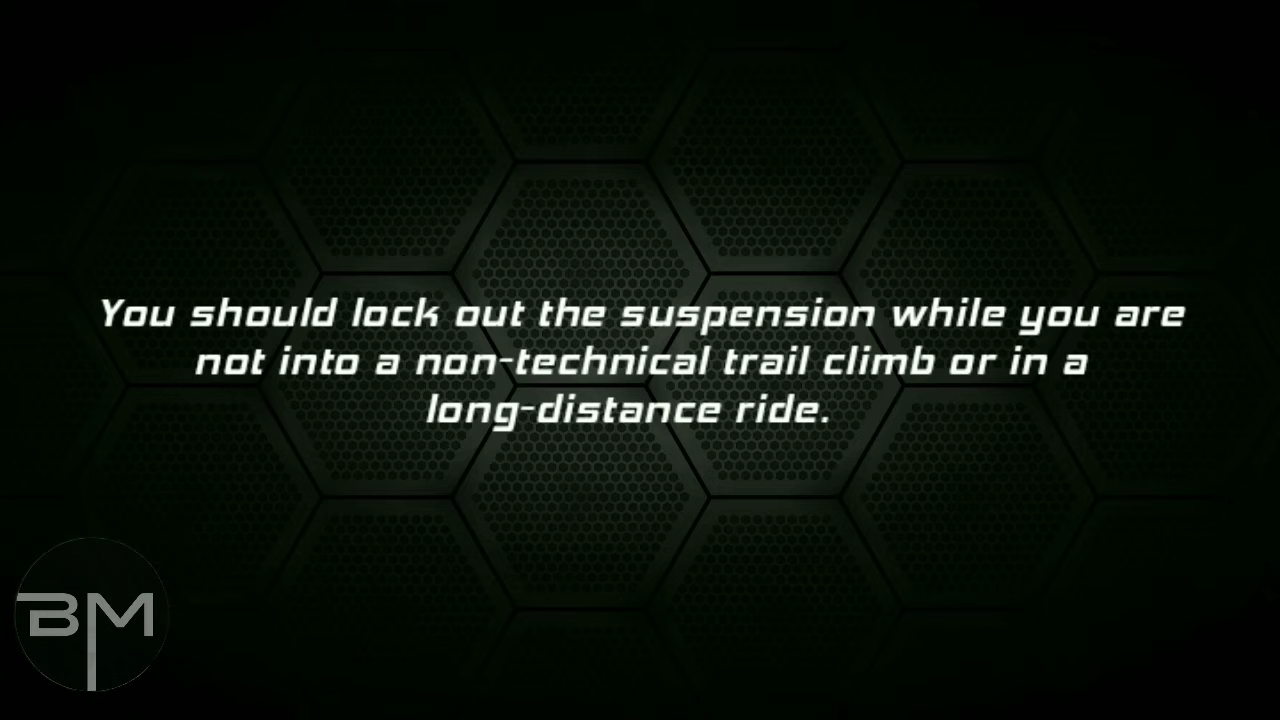 You should lock out the suspension while you are
not into a non-technical trail climb or in a
long-distance ride.
BM